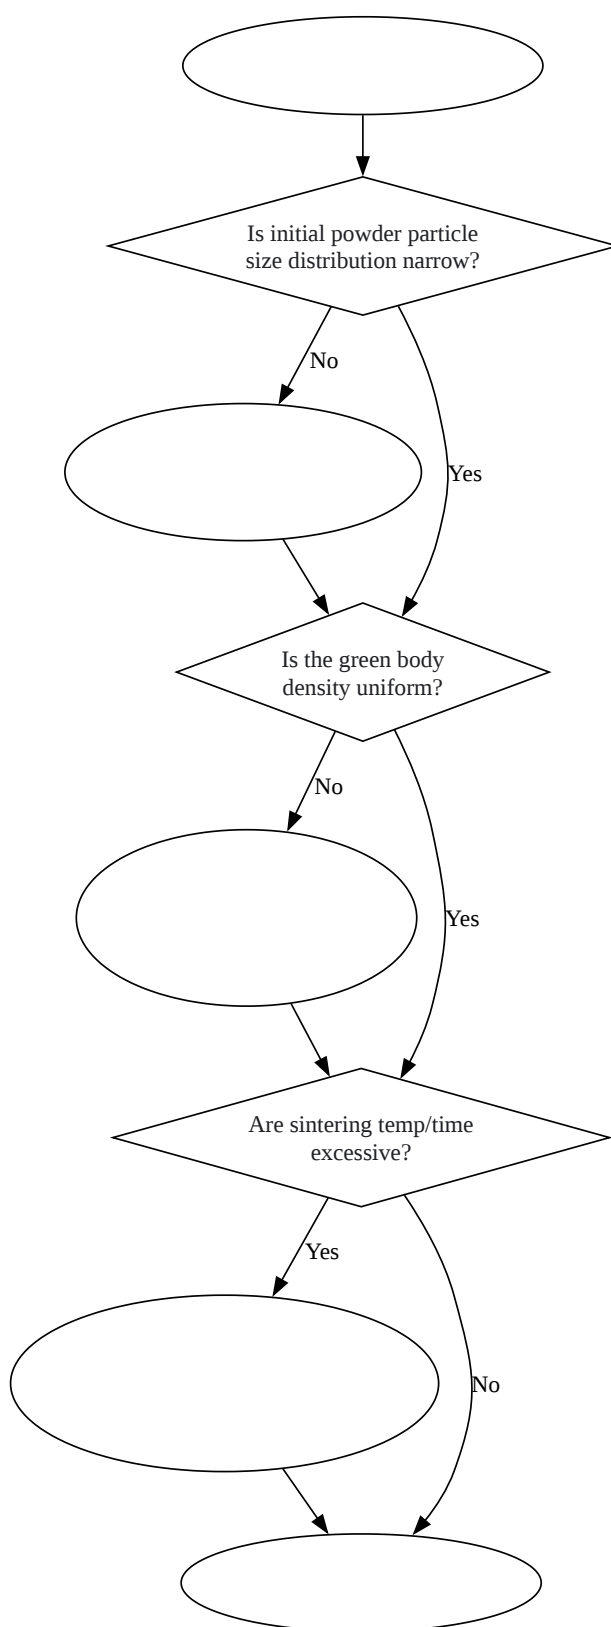 Is initial powder particle
size distribution narrow?
No
Yes
Is the green body
density uniform?
No
Yes
Are sintering temp/time
excessive?
Yes
No